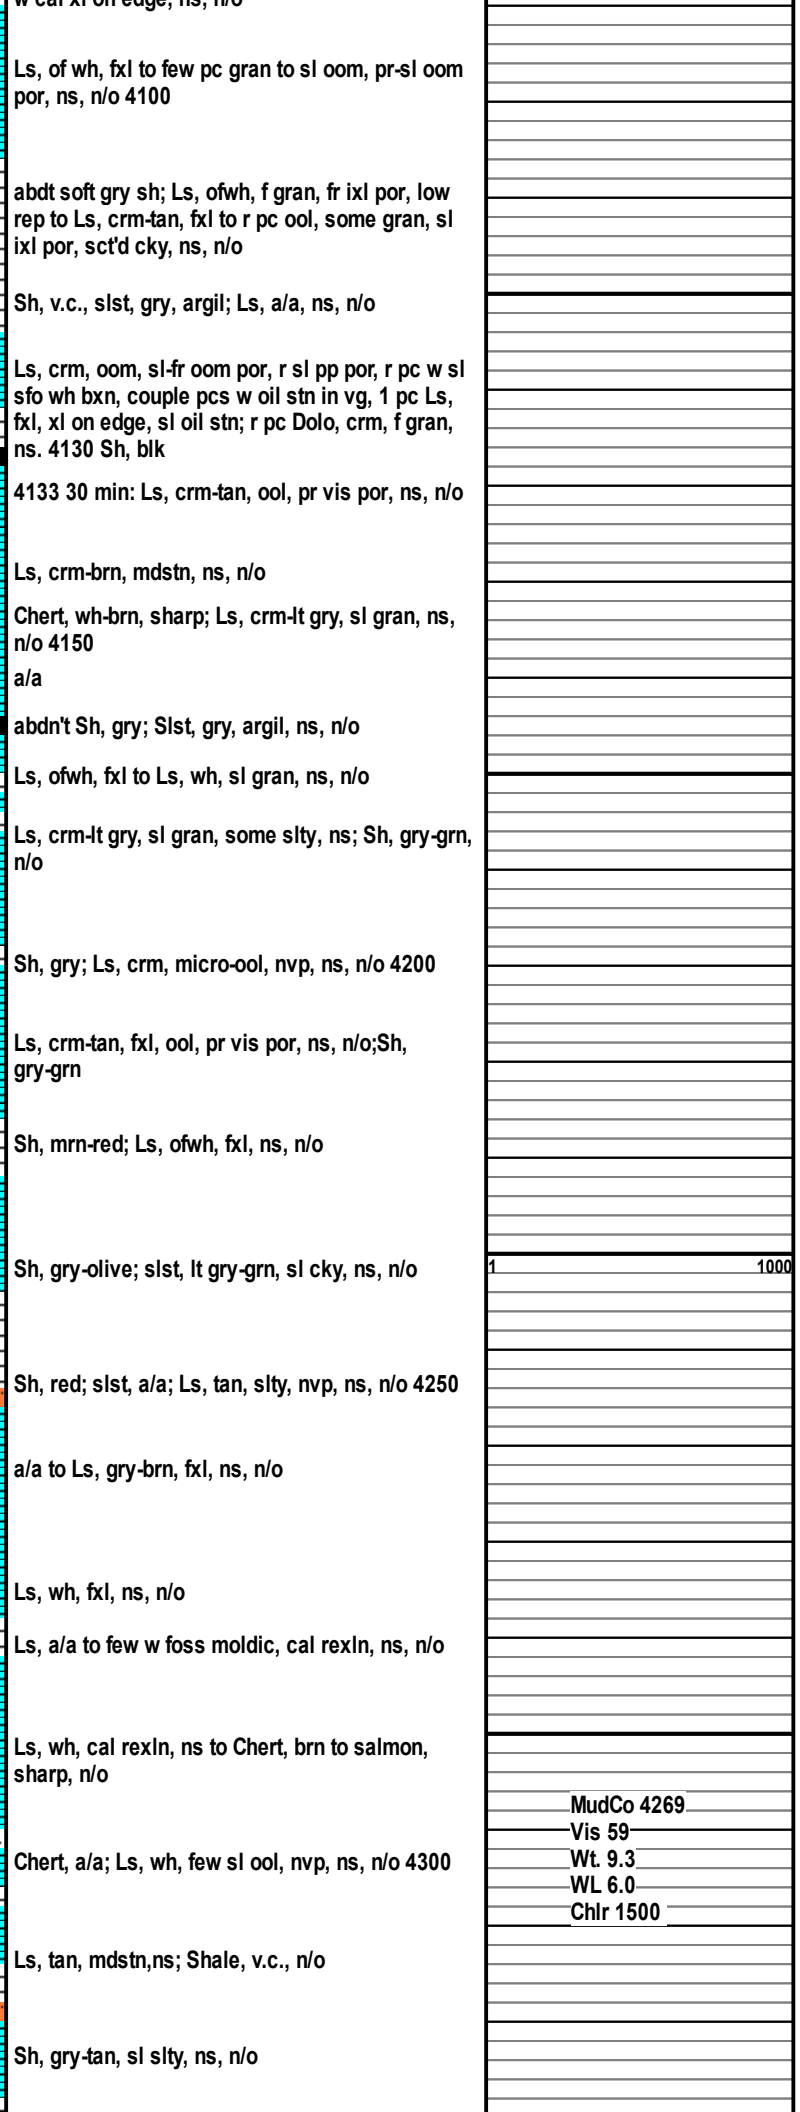 w cal xl on edge, ns, n/o
Ls, of wh, fxl to few pc gran to sl oom, pr-sl oom
por, ns, n/o 4100
abdt soft gry sh; Ls, ofwh, f gran, fr ixl por, low
rep to Ls, crm-tan, fxl to r pc ool, some gran, sl
ixl por, sct'd cky, ns, n/o
Sh, v.c., slst, gry, argil; Ls, a/a, ns, n/o
Ls, crm, oom, sl-fr oom por, r sl pp por, r pc w sl
sfo wh bxn, couple pcs w oil stn in vg, 1 pc Ls,
fxl, xl on edge, sl oil stn; r pc Dolo, crm, f gran,
ns. 4130 Sh, blk
4133 30 min: Ls, crm-tan, ool, pr vis por, ns, n/o
Ls, crm-brn, mdstn, ns, n/o
Chert, wh-brn, sharp; Ls, crm-lt gry, sl gran, ns,
n/o 4150
a/a
abdn't Sh, gry; Slst, gry, argil, ns, n/o
Ls, ofwh, fxl to Ls, wh, sl gran, ns, n/o
Ls, crm-lt gry, sl gran, some slty, ns; Sh, gry-grn,
n/o
Sh, gry; Ls, crm, micro-ool, nvp, ns, n/o 4200
Ls, crm-tan, fxl, ool, pr vis por, ns, n/o;Sh,
gry-grn
Sh, mrn-red; Ls, ofwh, fxl, ns, n/o
Sh, gry-olive; slst, lt gry-grn, sl cky, ns, n/o
1 1000
Sh, red; slst, a/a; Ls, tan, slty, nvp, ns, n/o 4250
a/a to Ls, gry-brn, fxl, ns, n/o
Ls, wh, fxl, ns, n/o
Ls, a/a to few w foss moldic, cal rexln, ns, n/o
Ls, wh, cal rexln, ns to Chert, brn to salmon,
sharp, n/o
MudCo 4269
Vis 59
Wt. 9.3
WL 6.0
Chlr 1500
Chert, a/a; Ls, wh, few sl ool, nvp, ns, n/o 4300
Ls, tan, mdstn,ns; Shale, v.c., n/o
Sh, gry-tan, sl slty, ns, n/o